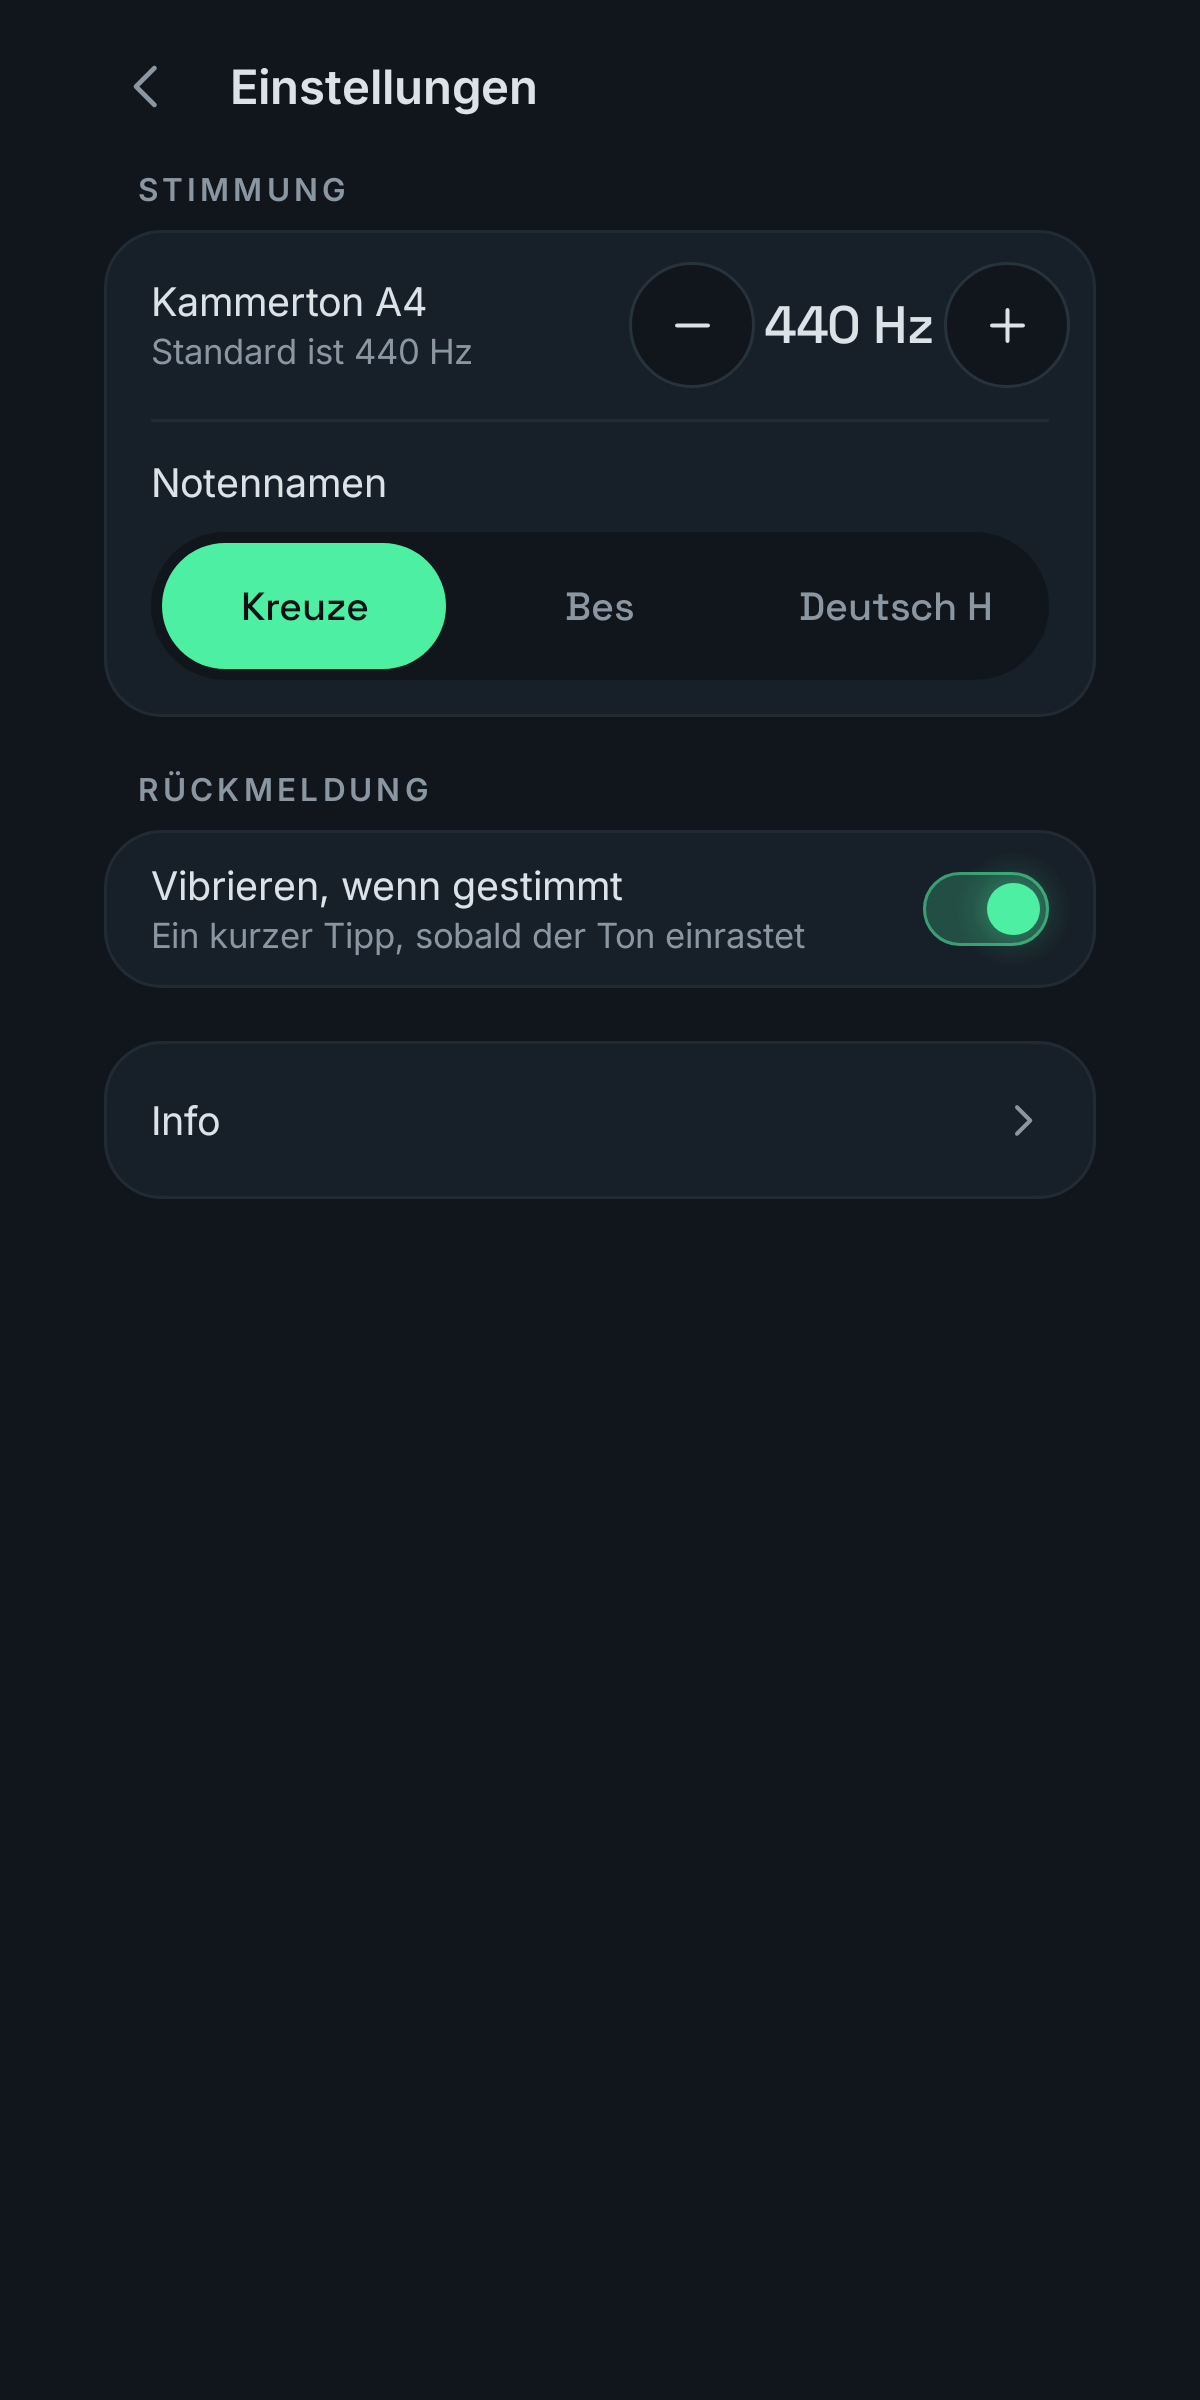 Einstellungen
STIMMUNG
Kammerton A4
Standard ist 440 Hz
440 Hz
Notennamen
Kreuze
Bes
Deutsch H
RÜCKMELDUNG
Vibrieren, wenn gestimmt
Ein kurzer Tipp, sobald der Ton einrastet
Info